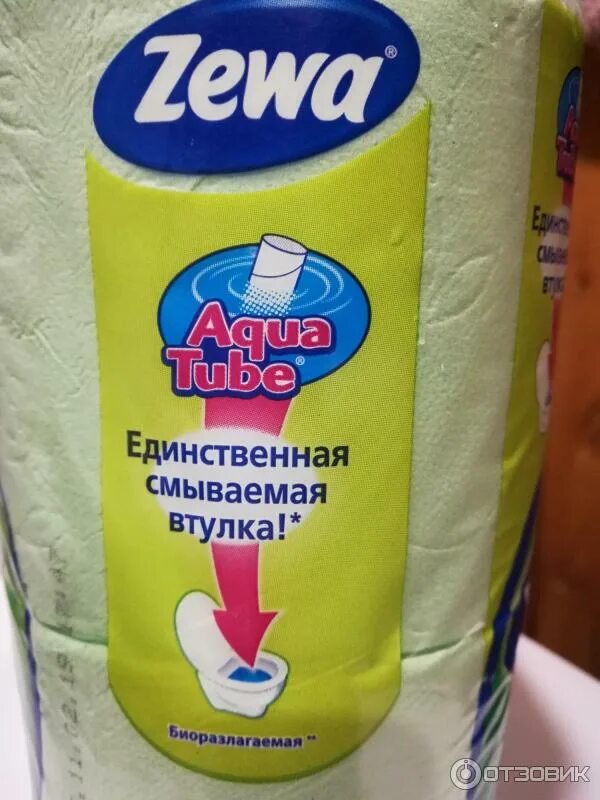 Zewa®
Aqua
Tube®
Единственная
смываемая
втулка!*
Биоразлагаемая **
ОТЗОВИК